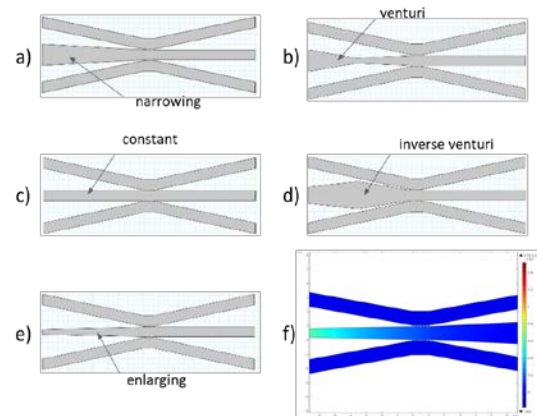 a)
narrowing
venturi
b)
constant
c)
inverse venturi
d)
e)
enlarging
f)